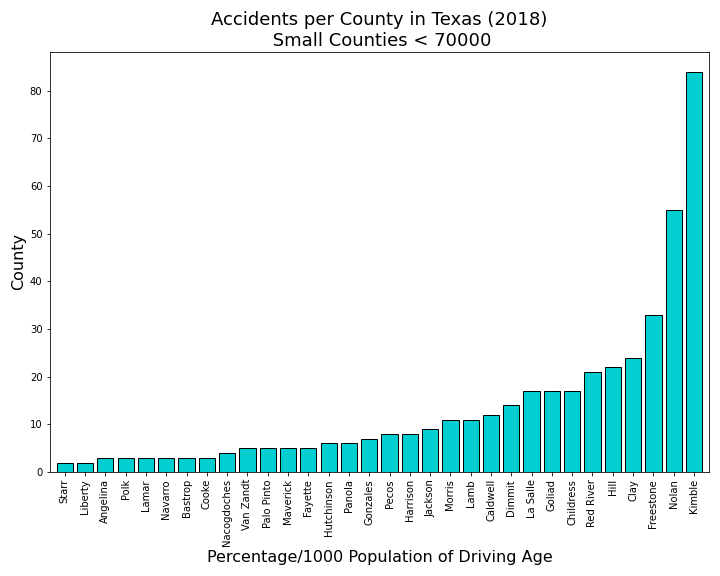 Accidents per County in Texas (2018)
Small Counties < 70000
County
80
70
60
50
40
30
20
10
0
Starr
Liberty
Angelina
Polk
Lamar
Navarro
Bastrop
Cooke
Nacogdoches
Van Zandt
Palo Pinto
Maverick
Fayette
Hutchinson
Panola
Gonzales
Pecos
Harrison
Jackson
Morris
Lamb
Caldwell
Dimmit
La Salle
Goliad
Childress
Red River
Hill
Clay
Freestone
Nolan
Kimble
Percentage/1000 Population of Driving Age